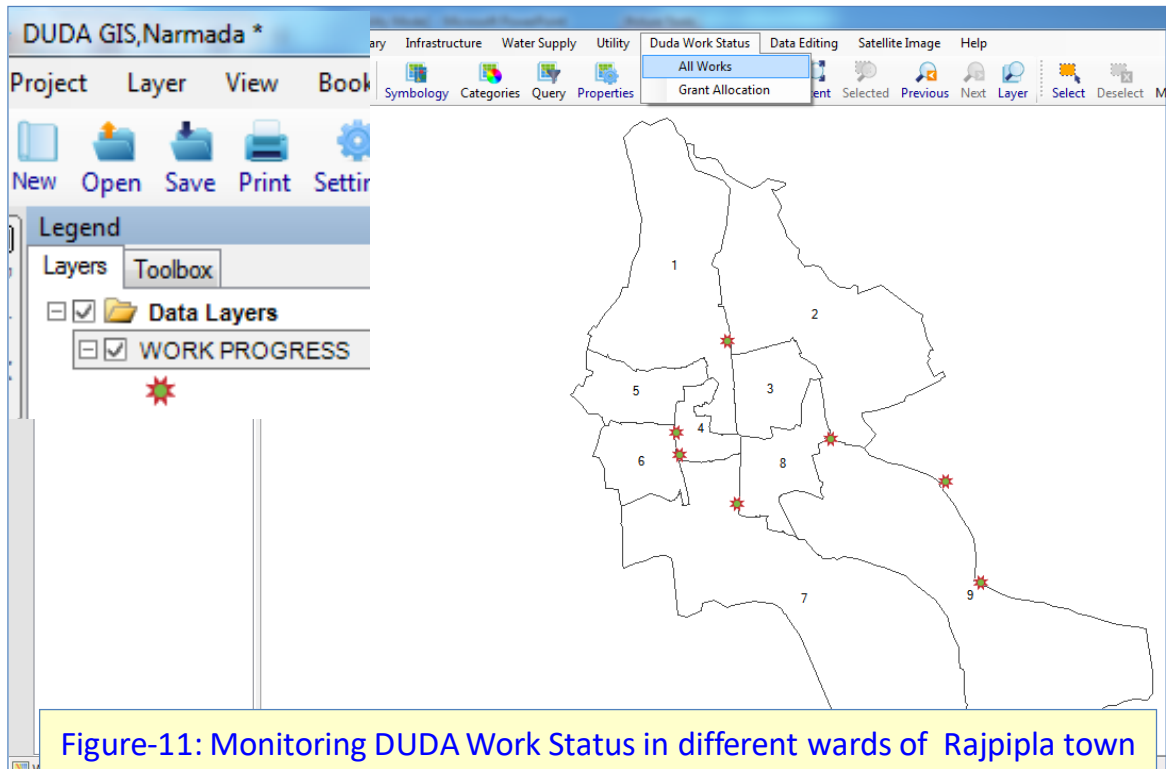 DUDA GIS,Narmada *
Project Layer View Book
New Open Save Print Settin
Legend
Layers Toolbox
Data Layers
WORK PROGRESS
ary Infrastructure Water Supply Utility Duda Work Status Data Editing Satellite Image Help
All Works
Grant Allocation
Symbology Categories Query Properties ent Selected Previous Next Layer Select Deselect M
1
2
3
5
4
6
8
7
9
Figure-11: Monitoring DUDA Work Status in different wards of Rajpipla town